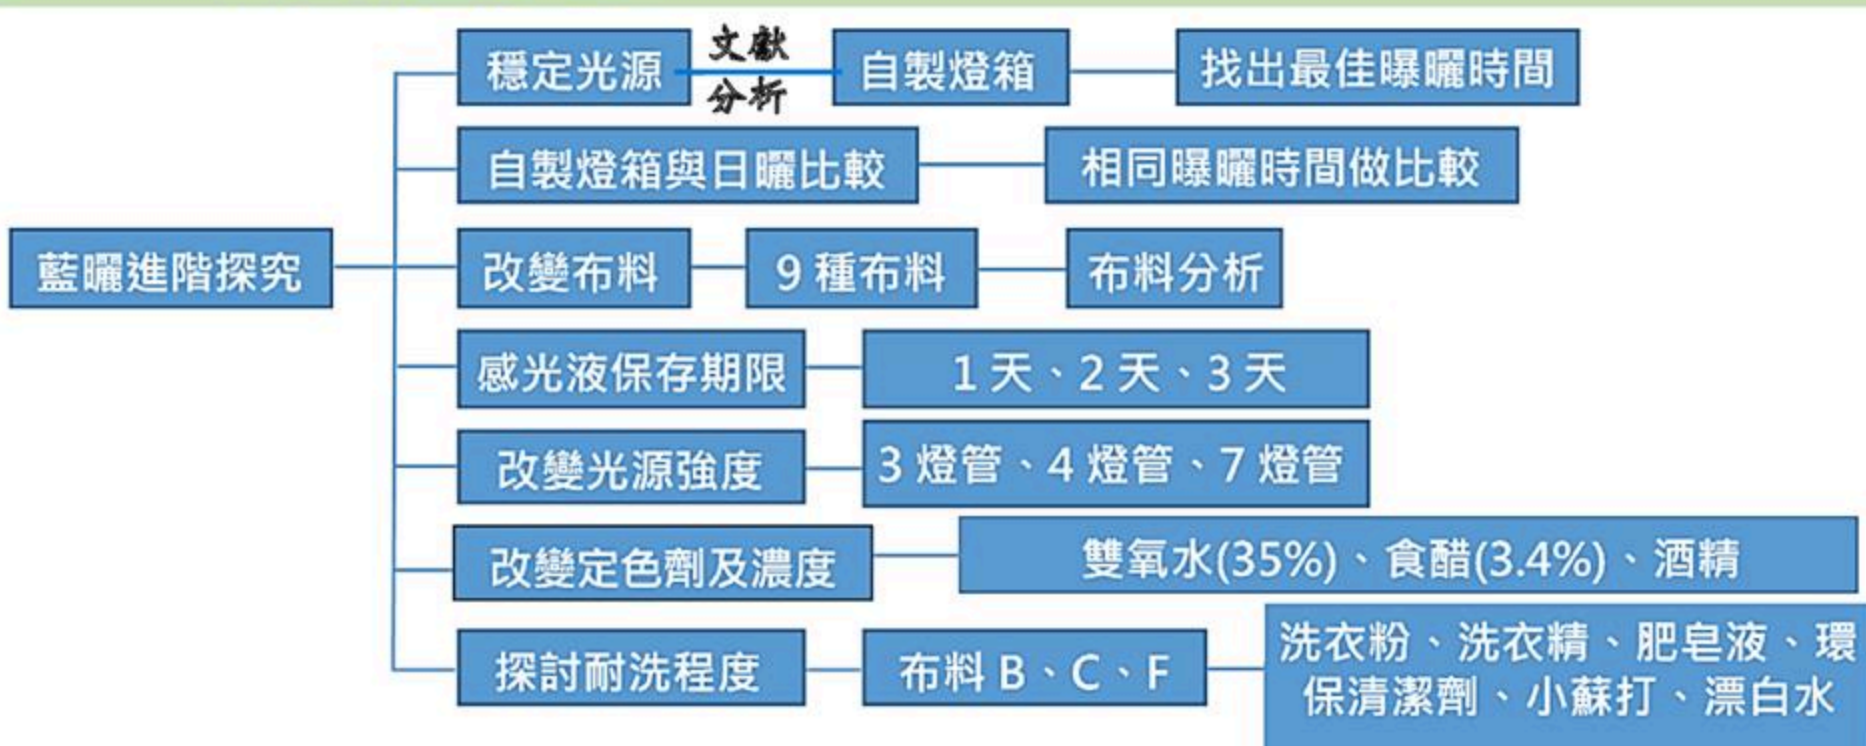 穩定光源
文獻
分析
自製燈箱
找出最佳曝曬時間
自製燈箱與日曬比較
相同曝曬時間做比較
藍曬進階探究
改變布料
9 種布料
布料分析
感光液保存期限
1 天、2 天、3 天
改變光源強度
3 燈管、4 燈管、7 燈管
改變定色劑及濃度
雙氧水(35%)、食醋(3.4%)、酒精
探討耐洗程度
布料 B、C、F
洗衣粉、洗衣精、肥皂液、環
保清潔劑、小蘇打、漂白水